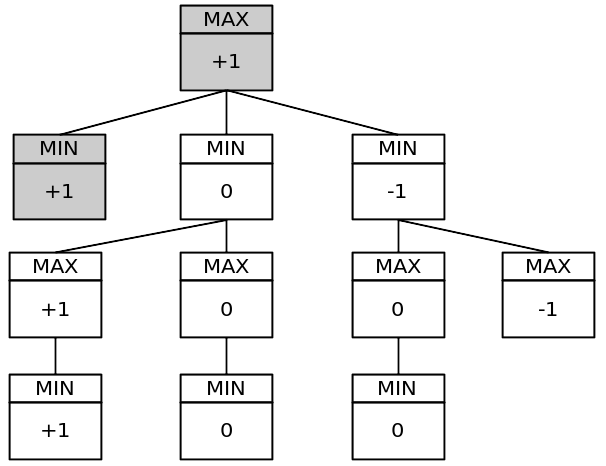 MAX
+1
MIN MIN MIN
+1 0 -1
MAX MAX MAX MAX
+1 0 0 -1
MIN MIN MIN
+1 0 0